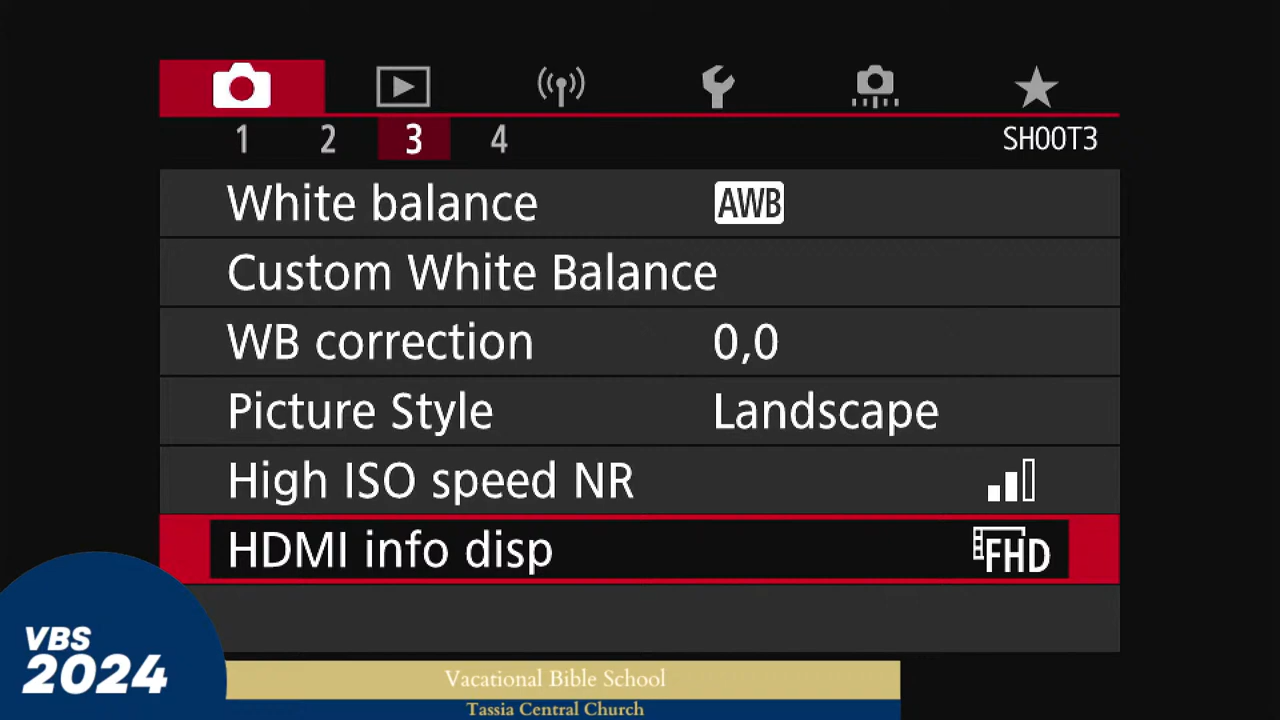 1 2 3 4 SHOOT3
White balance AWB
Custom White Balance
WB correction 0,0
Picture Style Landscape
High ISO speed NR
HDMI info disp FHD
VBS
2024
Vacational Bible School
Tassia Central Church